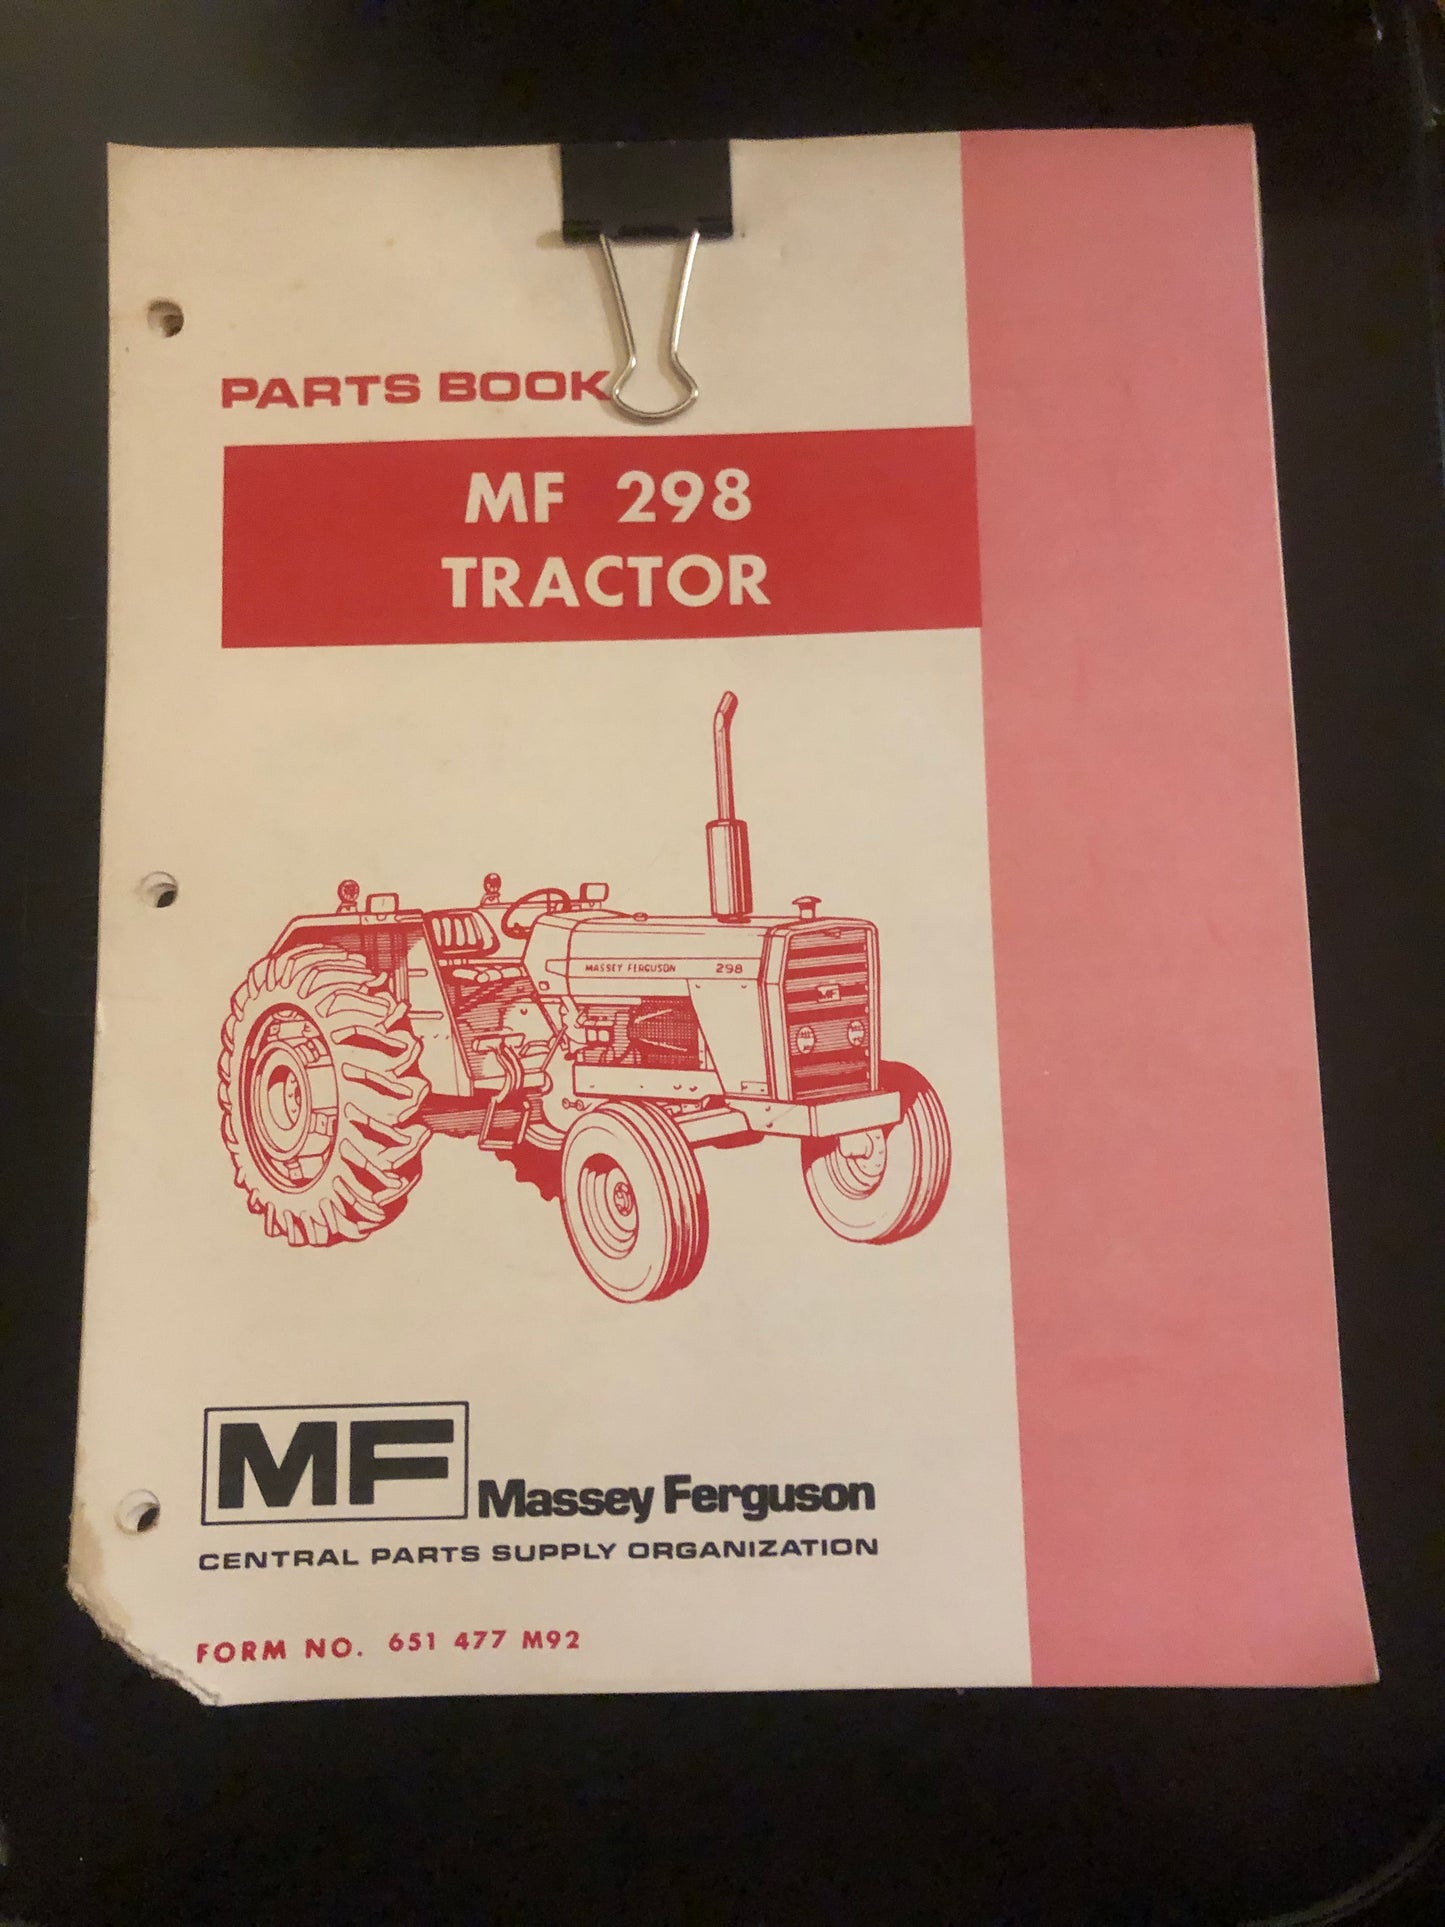 PARTS BOOK
MF 298
TRACTOR
MASSEY FERGUSON 298
MF
MF Massey Ferguson
CENTRAL PARTS SUPPLY ORGANIZATION
FORM NO. 651 477 M92